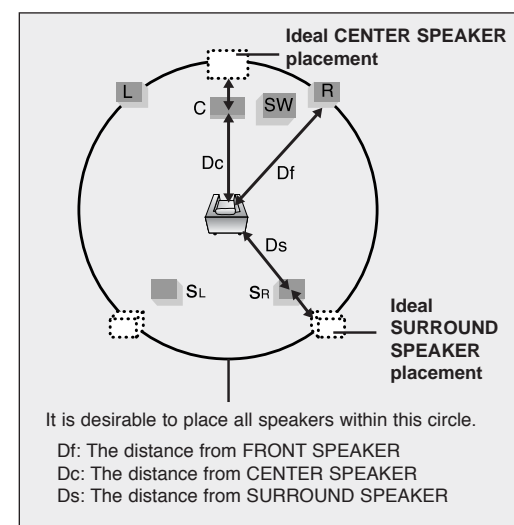 Ideal CENTER SPEAKER
placement
L
R
C
SW
Dc
Df
Ds
SL
SR
Ideal
SURROUND
SPEAKER
placement
It is desirable to place all speakers within this circle.
Df: The distance from FRONT SPEAKER
Dc: The distance from CENTER SPEAKER
Ds: The distance from SURROUND SPEAKER